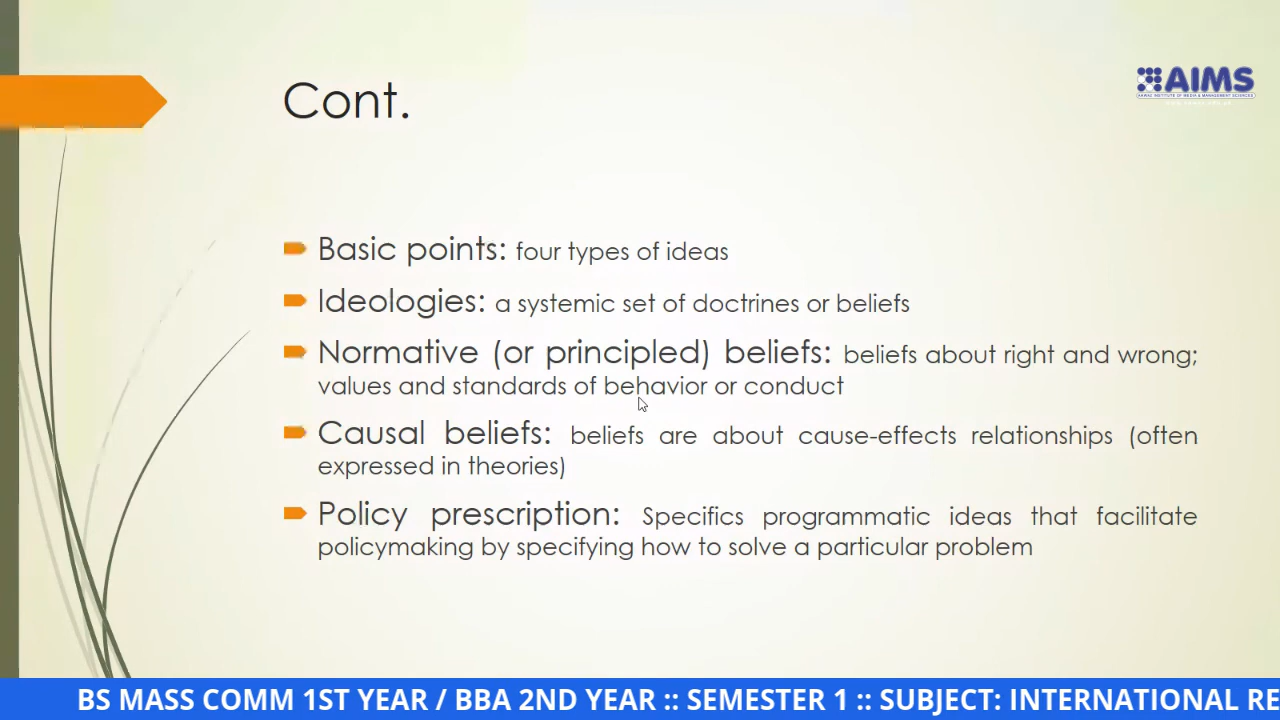 Cont.
AIMS
Basic points: four types of ideas
Ideologies: a systemic set of doctrines or beliefs
Normative (or principled) beliefs: beliefs about right and wrong;
values and standards of behavior or conduct
Causal beliefs: beliefs are about cause-effects relationships (often
expressed in theories)
Policy prescription: Specifics programmatic ideas that facilitate
policymaking by specifying how to solve a particular problem
BS MASS COMM 1ST YEAR / BBA 2ND YEAR :: SEMESTER 1 :: SUBJECT: INTERNATIONAL RE